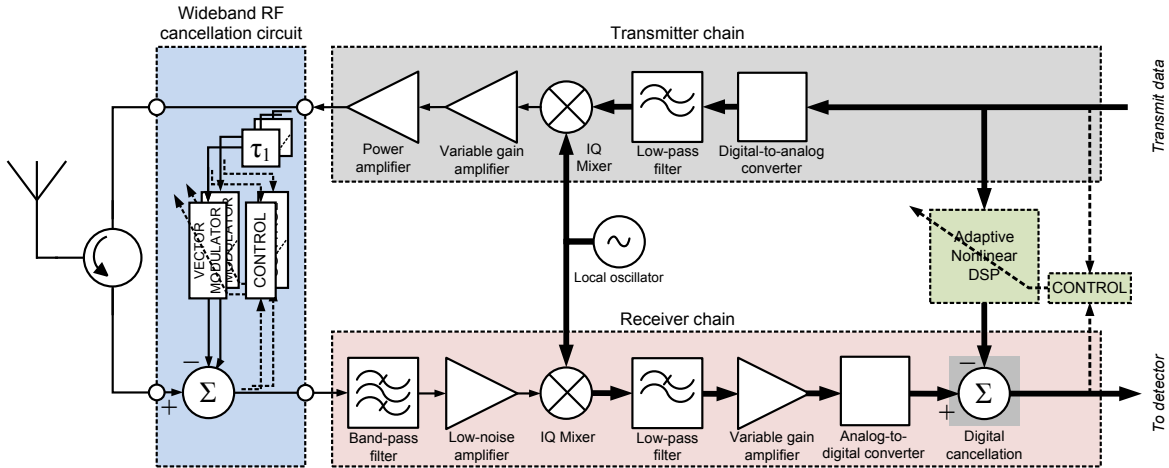 Wideband RF
cancellation circuit
Transmitter chain
Transmit data
τ1
Power
amplifier
Variable gain
amplifier
IQ
Mixer
Low-pass
filter
Digital-to-analog
converter
VECTOR
MODULATOR
MODULATOR
CONTROL
Local oscillator
Adaptive
Nonlinear
DSP
CONTROL
Receiver chain
−
Σ
+
Band-pass
filter
Low-noise
amplifier
IQ Mixer
Low-pass
filter
Variable gain
amplifier
Analog-to-
digital converter
−
Σ
+
Digital
cancellation
To detector